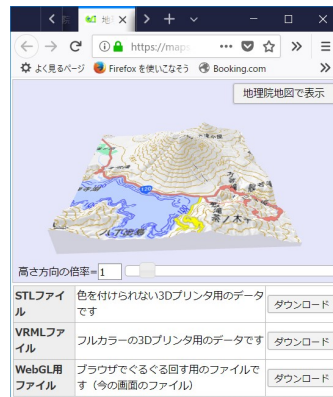 https://maps
よく見るページ Firefox を使いこなそう Booking.com
地理院地図で表示
120
高さ方向の倍率=1
STLファイル 色を付けられない3Dプリンタ用のデータです ダウンロード
VRMLファイル フルカラーの3Dプリンタ用のデータです ダウンロード
WebGL用ファイル ブラウザでぐるぐる回す用のファイルです（今の画面のファイル） ダウンロード